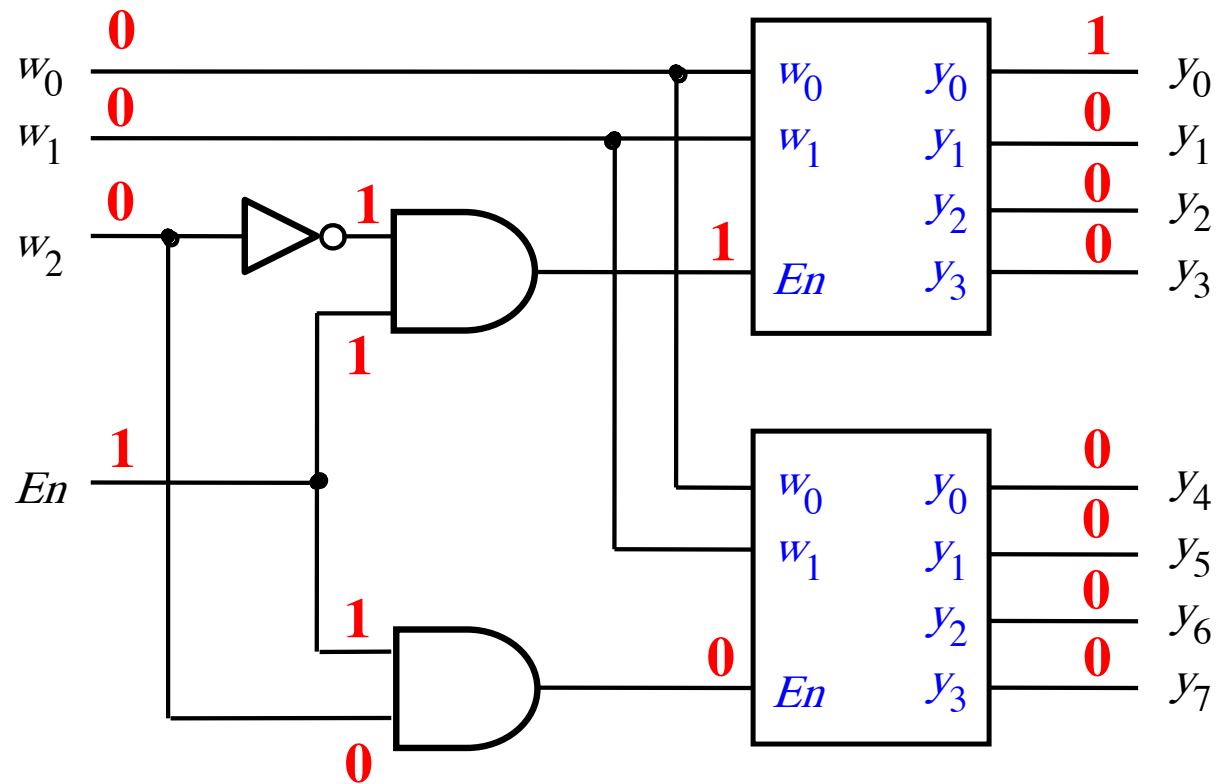 0 1
w0 w0 y0 y0
0 0
w1 w1 y1 y1
0 1 0
w2 y2 y2
1 0
En y3 y3
1
1 0
En w0 y0 y4
0
w1 y1 y5
1 0
0 y2 y6
0
En y3 y7
0